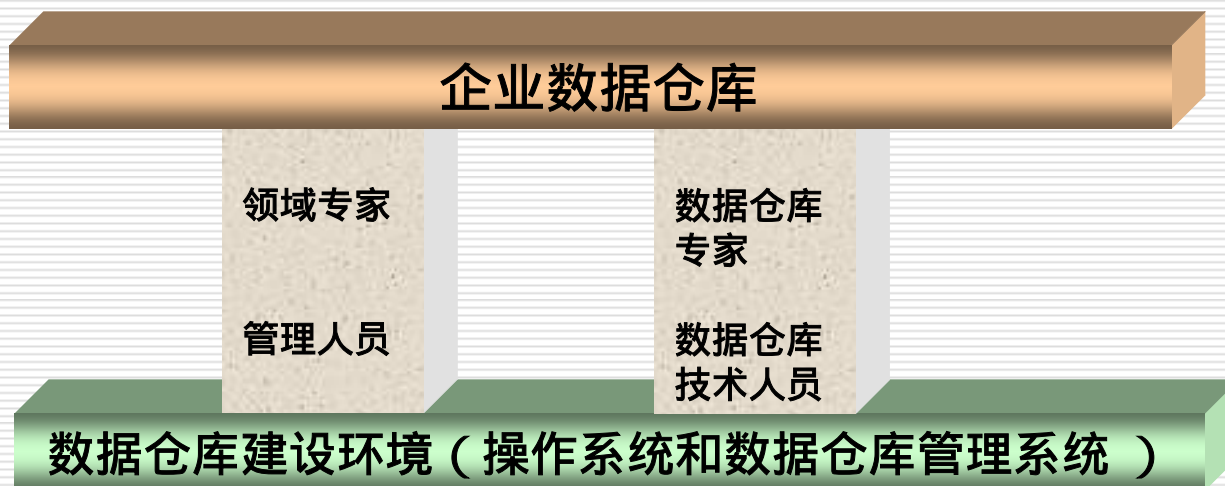 企业数据仓库
领域专家
管理人员
数据仓库
专家
数据仓库
技术人员
数据仓库建设环境(操作系统和数据仓库管理系统 )